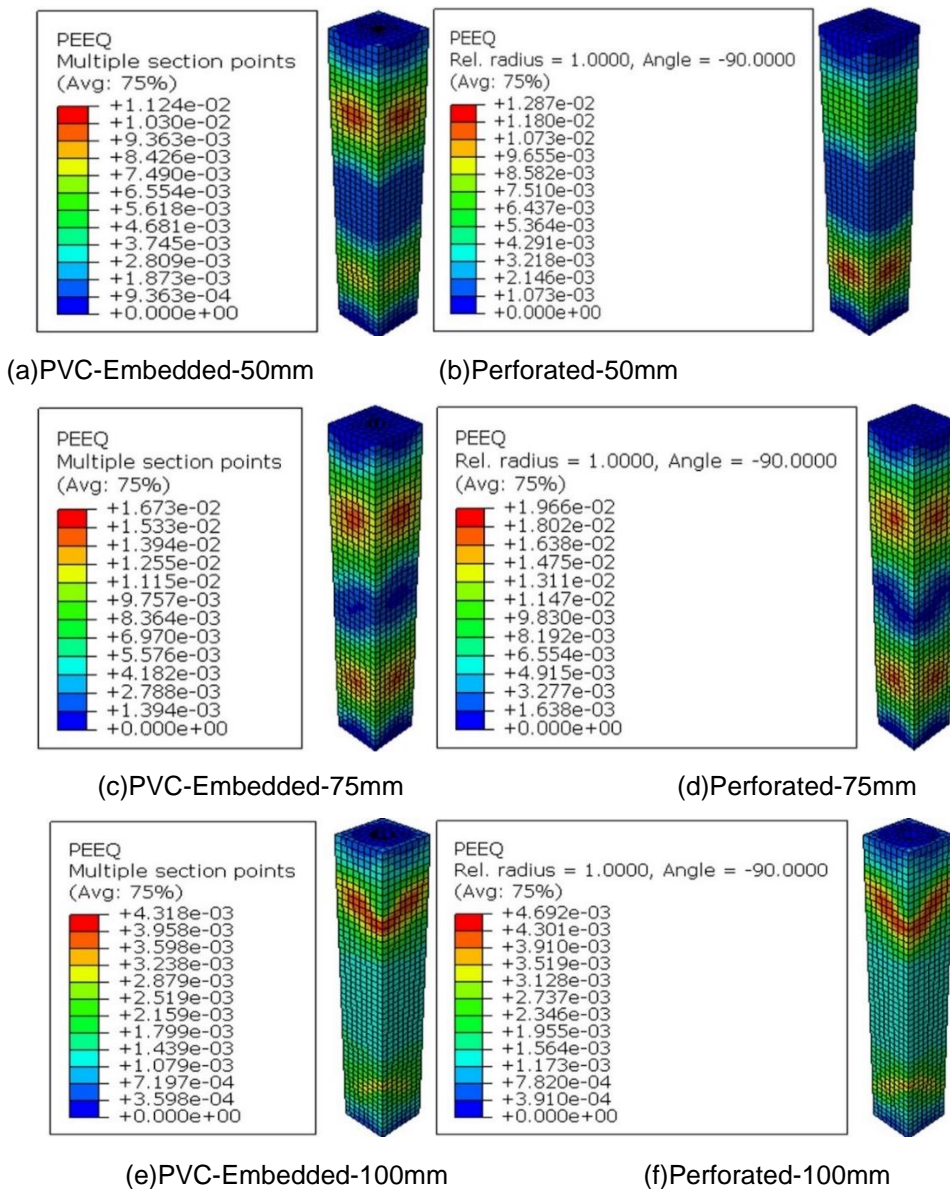 PEEQ
Multiple section points
(Avg: 75%)
+1.124e-02
+1.030e-02
+9.363e-03
+8.426e-03
+7.490e-03
+6.554e-03
+5.618e-03
+4.681e-03
+3.745e-03
+2.809e-03
+1.873e-03
+9.363e-04
+0.000e+00
PEEQ
Rel. radius = 1.0000, Angle = -90.0000
(Avg: 75%)
+1.287e-02
+1.180e-02
+1.073e-02
+9.655e-03
+8.582e-03
+7.510e-03
+6.437e-03
+5.364e-03
+4.291e-03
+3.218e-03
+2.146e-03
+1.073e-03
+0.000e+00
(a)PVC-Embedded-50mm
(b)Perforated-50mm
PEEQ
Multiple section points
(Avg: 75%)
+1.673e-02
+1.533e-02
+1.394e-02
+1.255e-02
+1.115e-02
+9.757e-03
+8.364e-03
+6.970e-03
+5.576e-03
+4.182e-03
+2.788e-03
+1.394e-03
+0.000e+00
PEEQ
Rel. radius = 1.0000, Angle = -90.0000
(Avg: 75%)
+1.966e-02
+1.802e-02
+1.638e-02
+1.475e-02
+1.311e-02
+1.147e-02
+9.830e-03
+8.192e-03
+6.554e-03
+4.915e-03
+3.277e-03
+1.638e-03
+0.000e+00
(c)PVC-Embedded-75mm
(d)Perforated-75mm
PEEQ
Multiple section points
(Avg: 75%)
+4.318e-03
+3.958e-03
+3.598e-03
+3.238e-03
+2.879e-03
+2.519e-03
+2.159e-03
+1.799e-03
+1.439e-03
+1.079e-03
+7.197e-04
+3.598e-04
+0.000e+00
PEEQ
Rel. radius = 1.0000, Angle = -90.0000
(Avg: 75%)
+4.692e-03
+4.301e-03
+3.910e-03
+3.519e-03
+3.128e-03
+2.737e-03
+2.346e-03
+1.955e-03
+1.564e-03
+1.173e-03
+7.820e-04
+3.910e-04
+0.000e+00
(e)PVC-Embedded-100mm
(f)Perforated-100mm